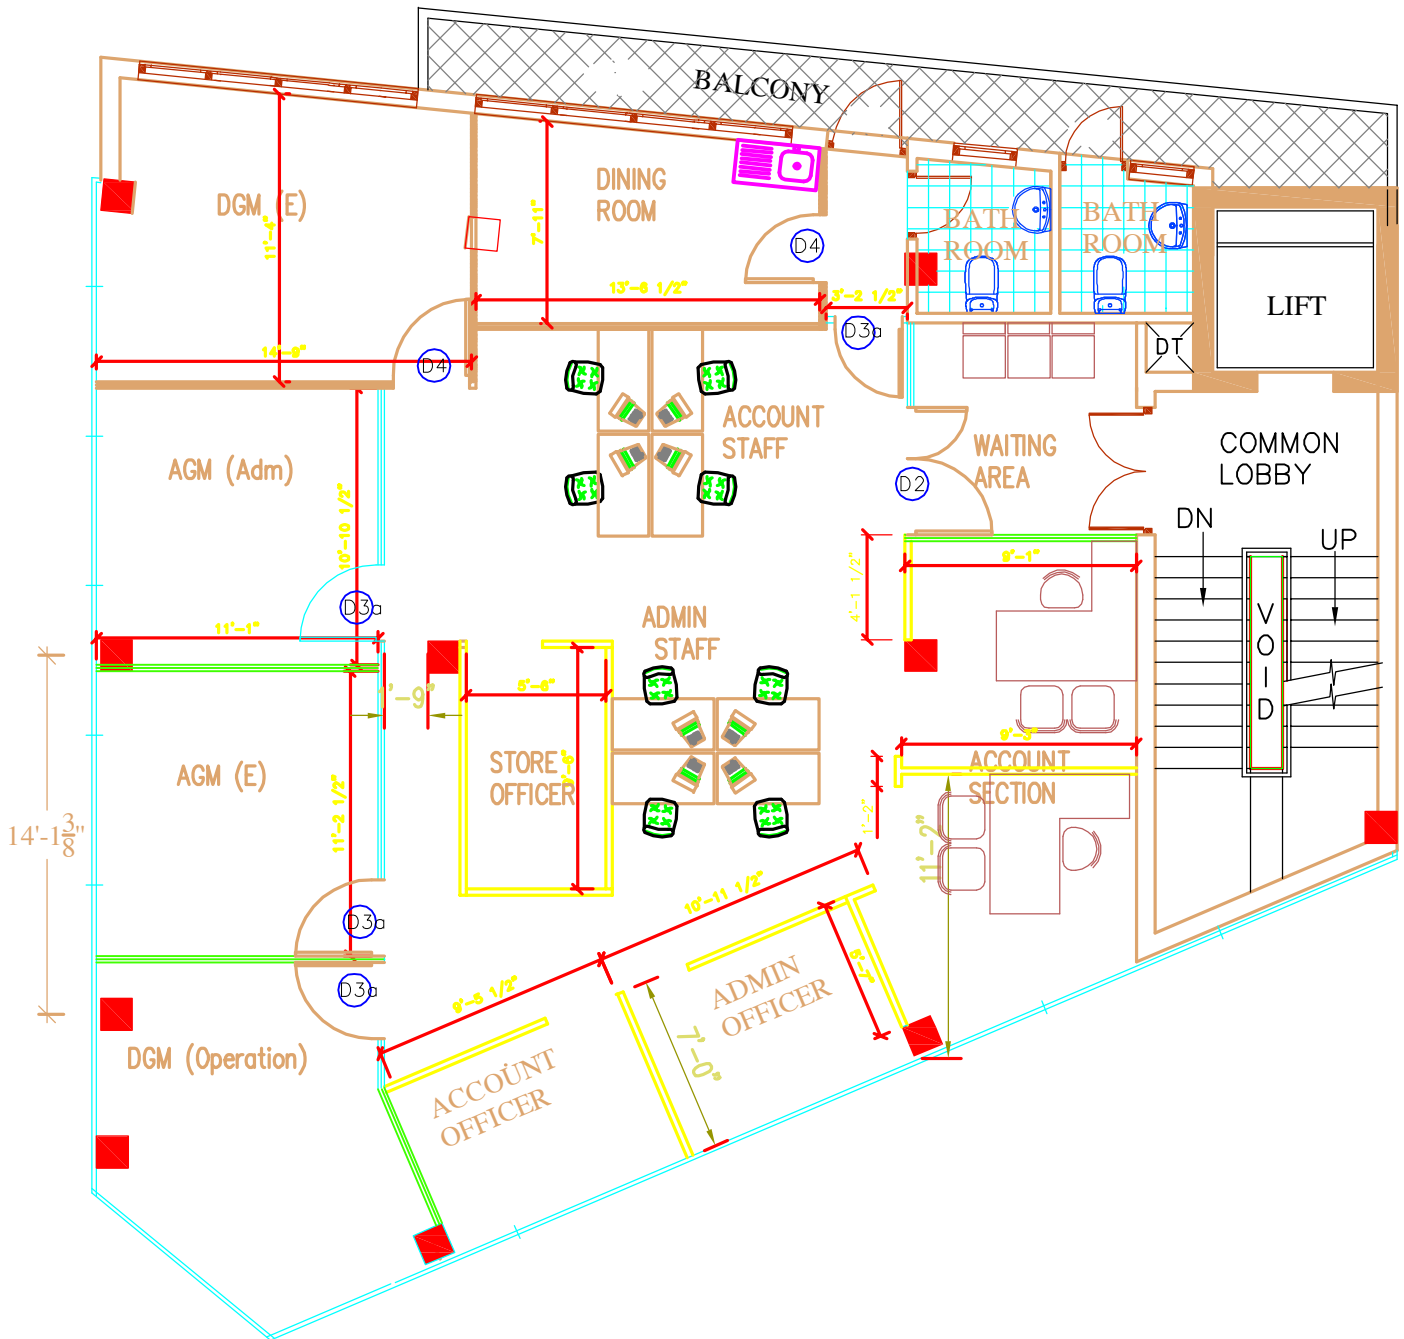 BALCONY
DGM (E)
11'-4"
DINING
ROOM
7'-11"
D4
BATH
ROOM
BATH
ROOM
13'-6 1/2"
3'-2 1/2"
LIFT
D3a
DT
14'-9"
D4
ACCOUNT
STAFF
AGM (Adm)
10'-10 1/2"
WAITING
AREA
D2
COMMON
LOBBY
DN
UP
VOID
9'-1"
4'-1 1/2"
D3a
11'-1"
ADMIN
STAFF
5'-6"
9'-3"
STORE
OFFICER
AGM (E)
11'-2 1/2"
ACCOUNT
SECTION
1'-2"
11'-2"
14'-1 3/8"
10'-11 1/2"
D3a
D3a
9'-5 1/2"
ADMIN
OFFICER
7'-0"
DGM (Operation)
ACCOUNT
OFFICER